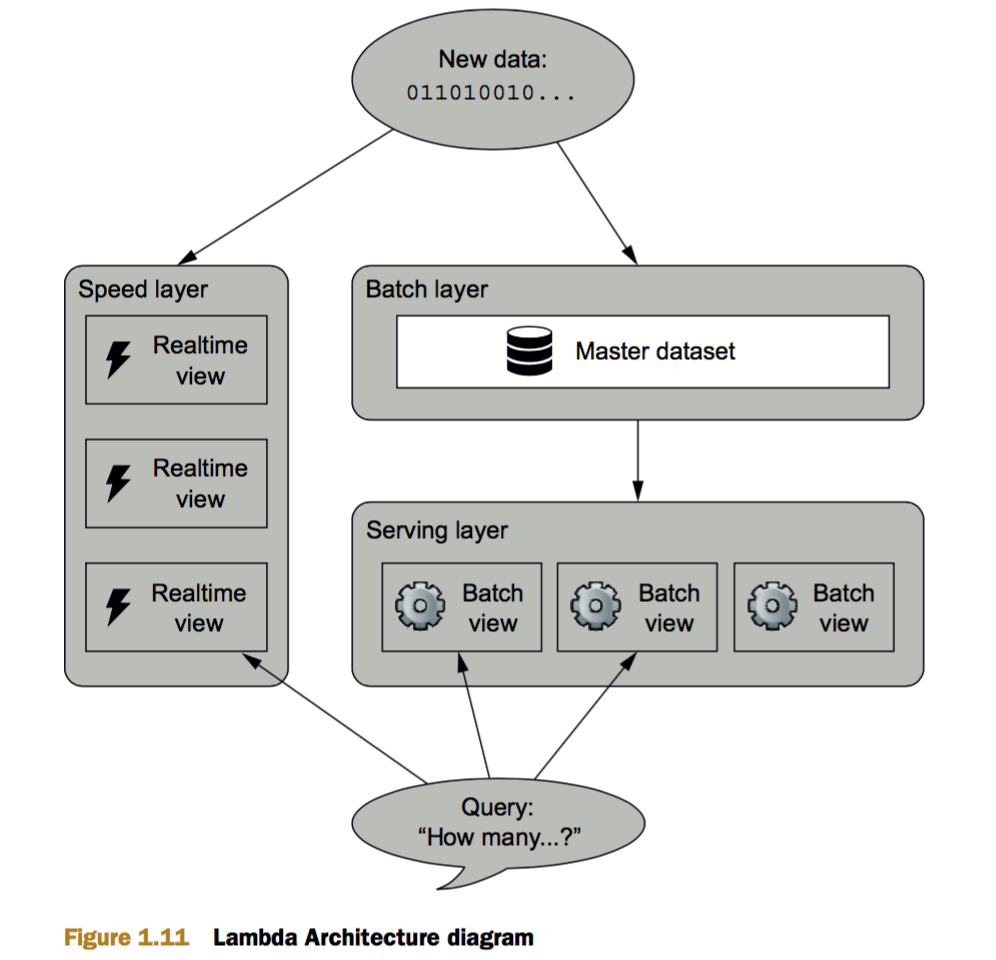 New data:
011010010...
Speed layer
Realtime
view
Realtime
view
Realtime
view
Batch layer
Master dataset
Serving layer
Batch
view
Batch
view
Batch
view
Query:
“How many...?”
Figure 1.11 Lambda Architecture diagram